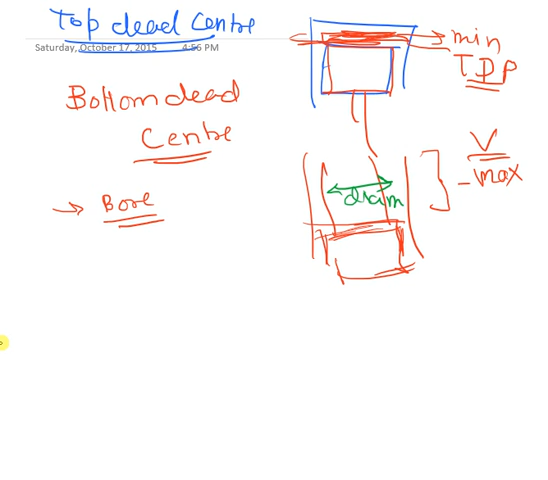 Top dead Centre
Saturday, October 17, 2015 4:56 PM
min
TDP
Bottom dead
Centre
V
- max
→ Bore
diam